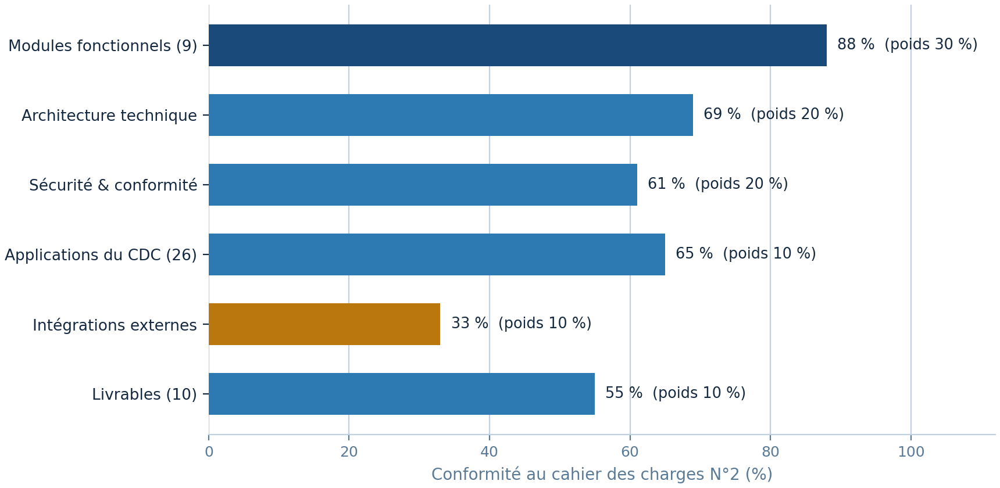 Modules fonctionnels (9) 88 % (poids 30 %)
Architecture technique 69 % (poids 20 %)
Sécurité & conformité 61 % (poids 20 %)
Applications du CDC (26) 65 % (poids 10 %)
Intégrations externes 33 % (poids 10 %)
Livrables (10) 55 % (poids 10 %)
0 20 40 60 80 100
Conformité au cahier des charges N°2 (%)